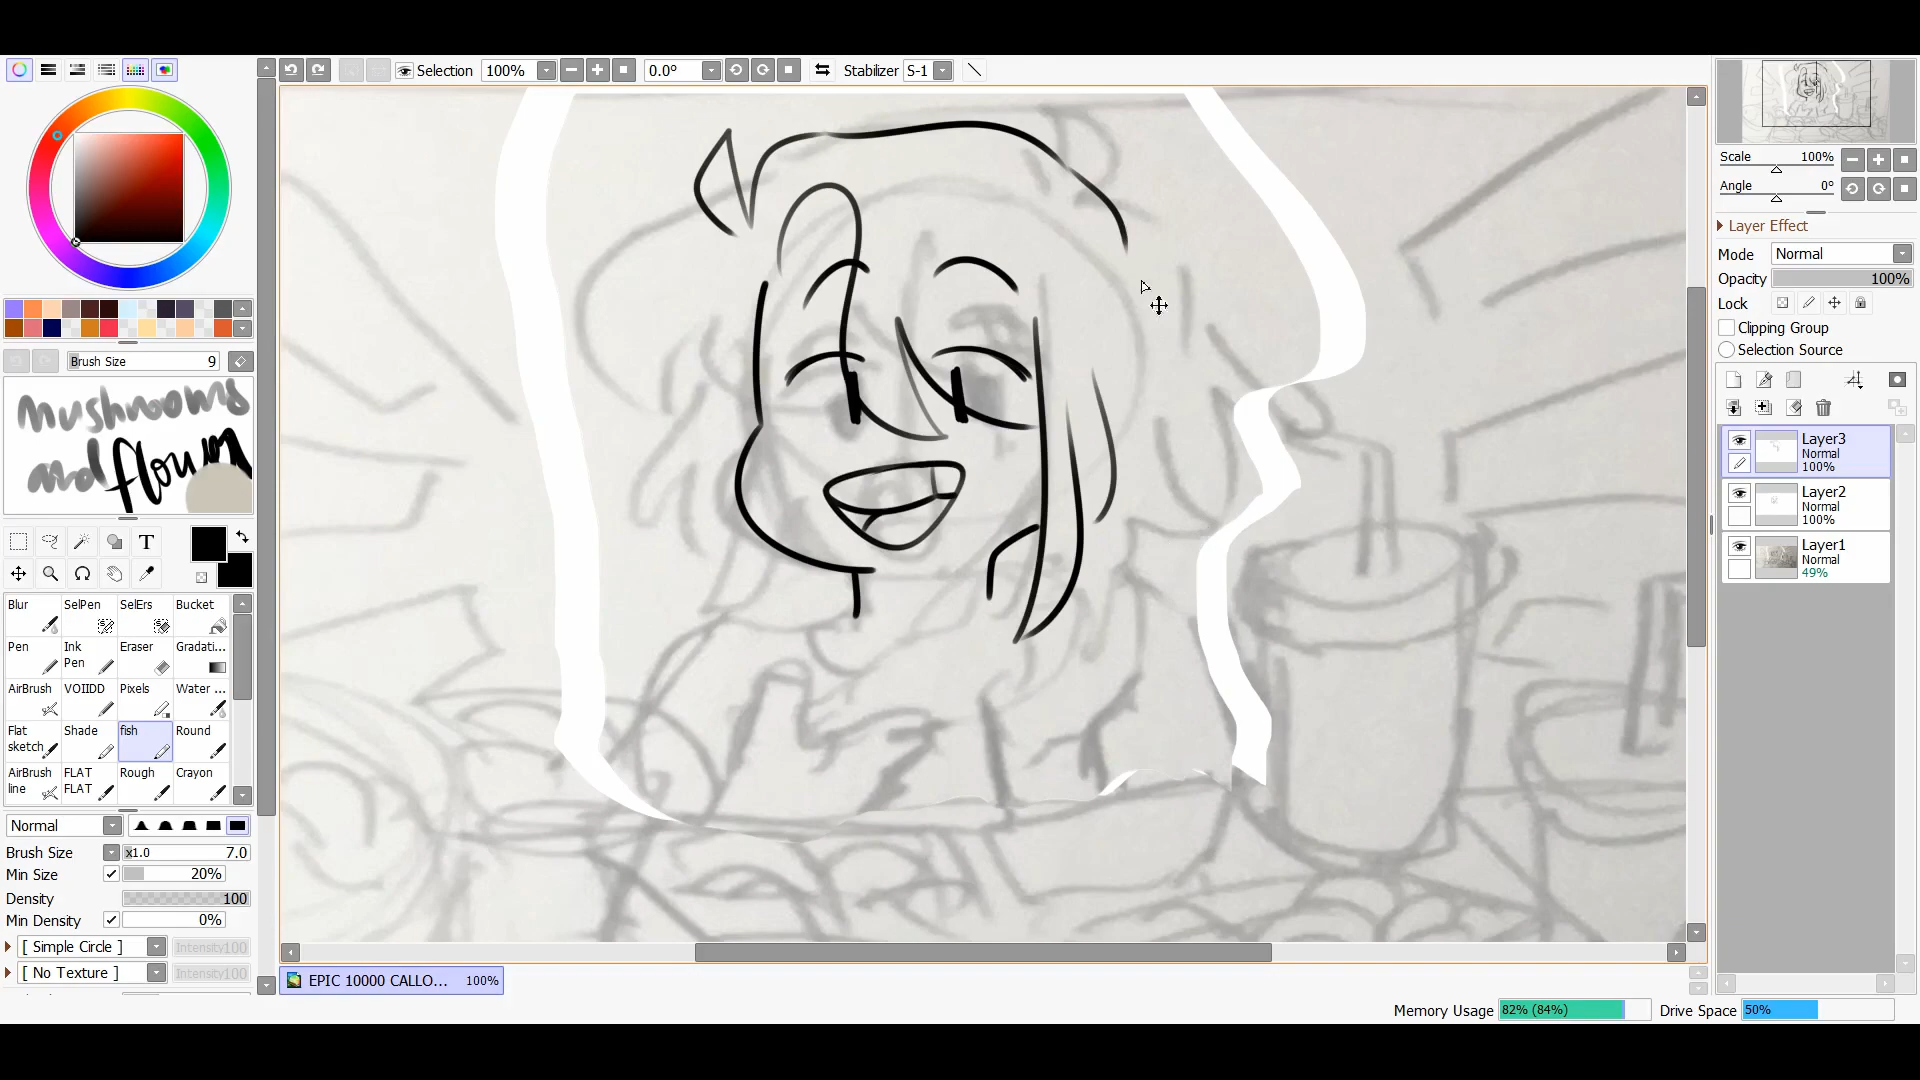 Selection 100% 0.0° Stabilizer S-1
Scale 100%
Angle 0°
Layer Effect
Mode Normal
Opacity 100%
Lock
Clipping Group
Selection Source
Brush Size 9
mushrooms
and flowy
T
Blur SelPen SelErs Bucket
Pen Ink Pen Eraser Gradati...
AirBrush VOIIDD Pixels Water ...
Flat sketch Shade fish Round
AirBrush line FLAT FLAT Rough Crayon
Normal
Brush Size x1.0 7.0
Min Size 20%
Density 100
Min Density 0%
[ Simple Circle ] Intensity100
[ No Texture ] Intensity100
Layer3
Normal
100%
Layer2
Normal
100%
Layer1
Normal
49%
EPIC 10000 CALLO... 100%
Memory Usage 82% (84%) Drive Space 50%